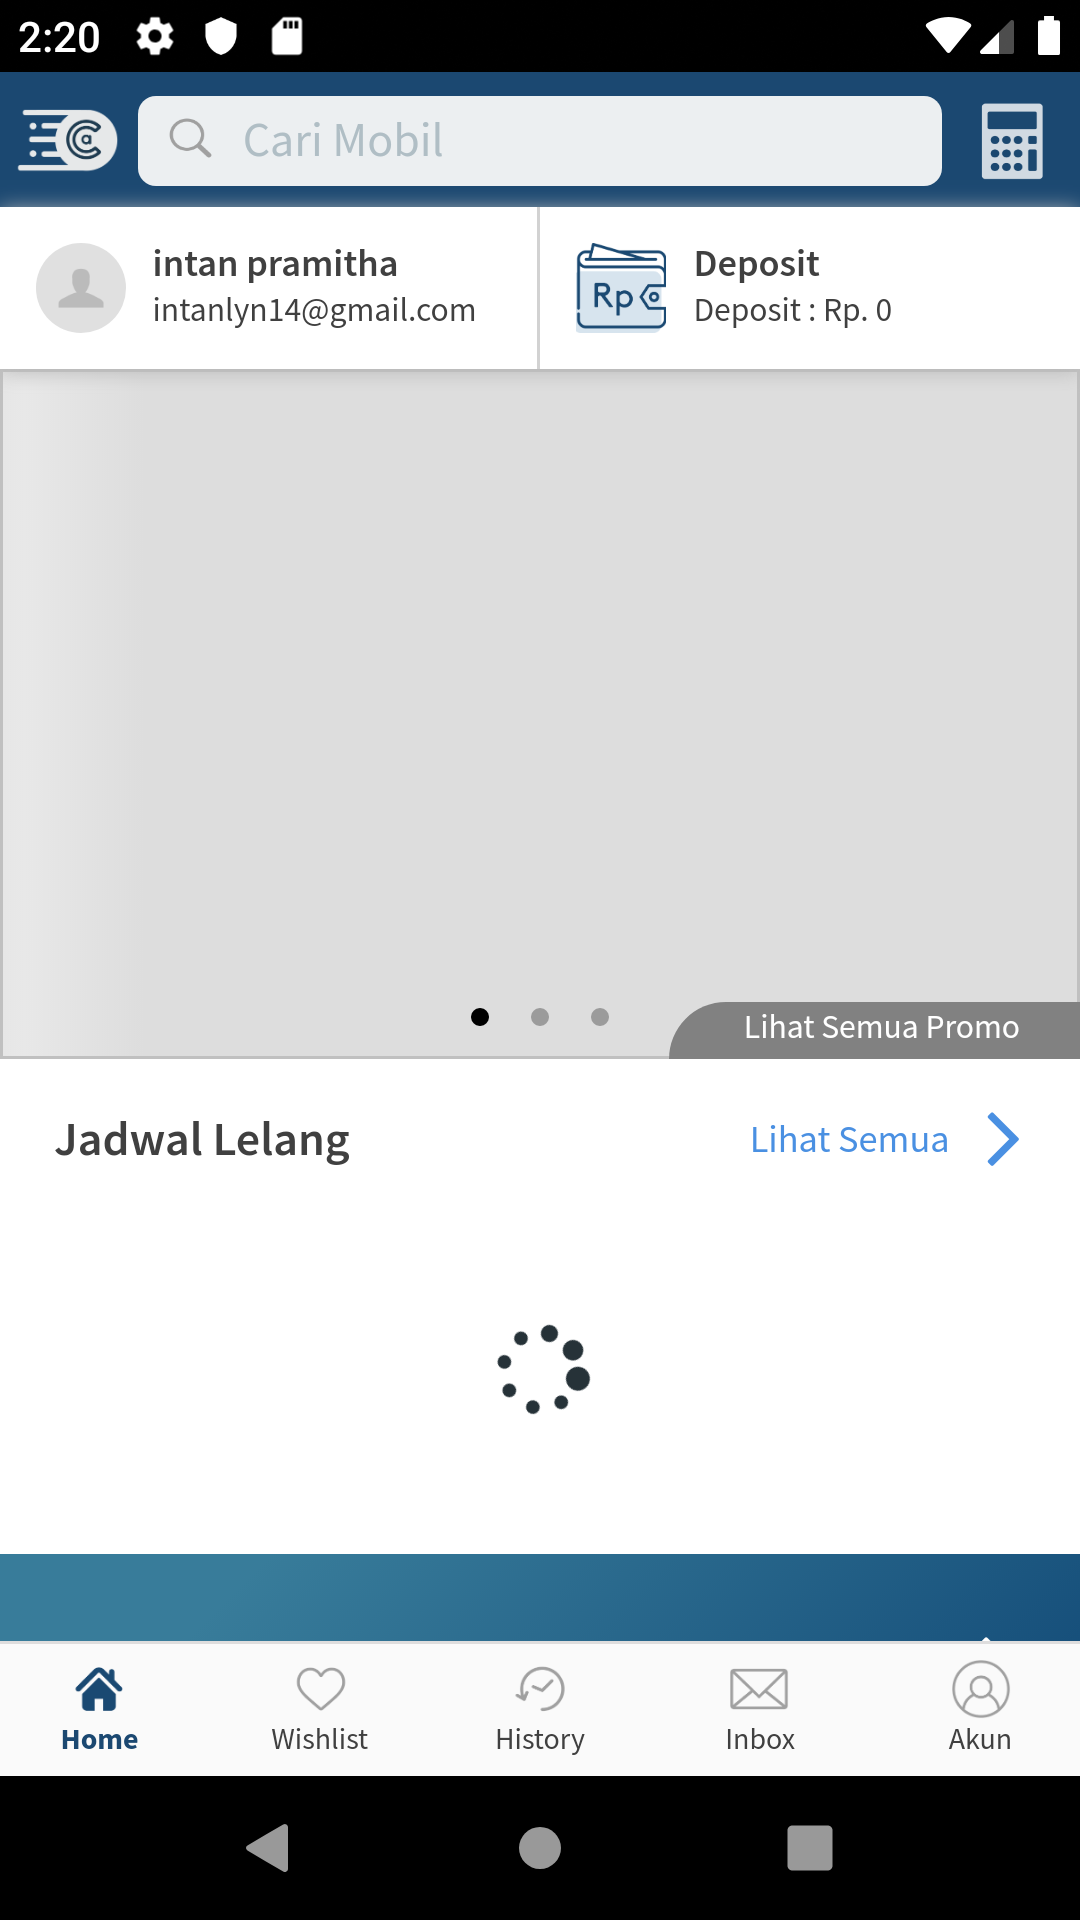 2:20
Cari Mobil
intan pramitha
intanlyn14@gmail.com
Deposit
Deposit : Rp. 0
Rp
Lihat Semua Promo
Jadwal Lelang
Lihat Semua
Home
Wishlist
History
Inbox
Akun